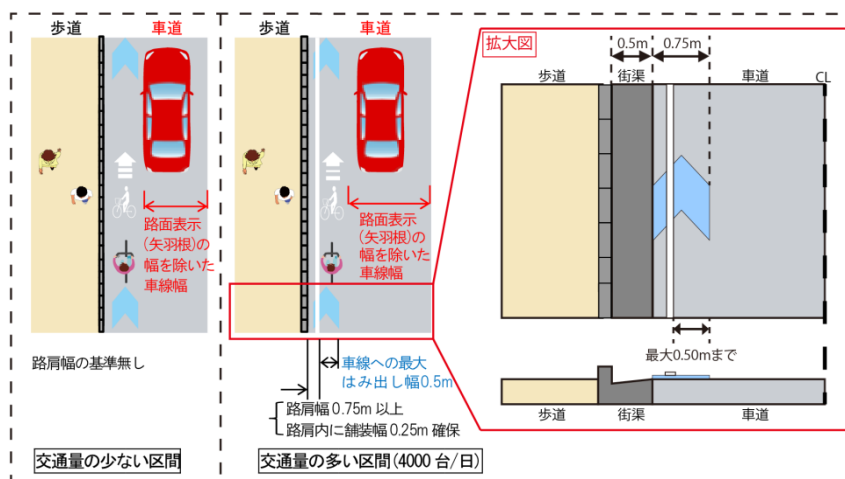 歩道
車道
路面表示
(矢羽根)の
幅を除いた
車線幅
路肩幅の基準無し
交通量の少ない区間
歩道
車道
路面表示
(矢羽根)の
幅を除いた
車線幅
車線への最大
はみ出し幅0.5m
路肩幅 0.75m 以上
路肩内に舗装幅 0.25m 確保
交通量の多い区間(4000 台/日)
拡大図
0.5m
0.75m
歩道
街渠
車道
CL
最大0.50mまで
歩道
街渠
車道